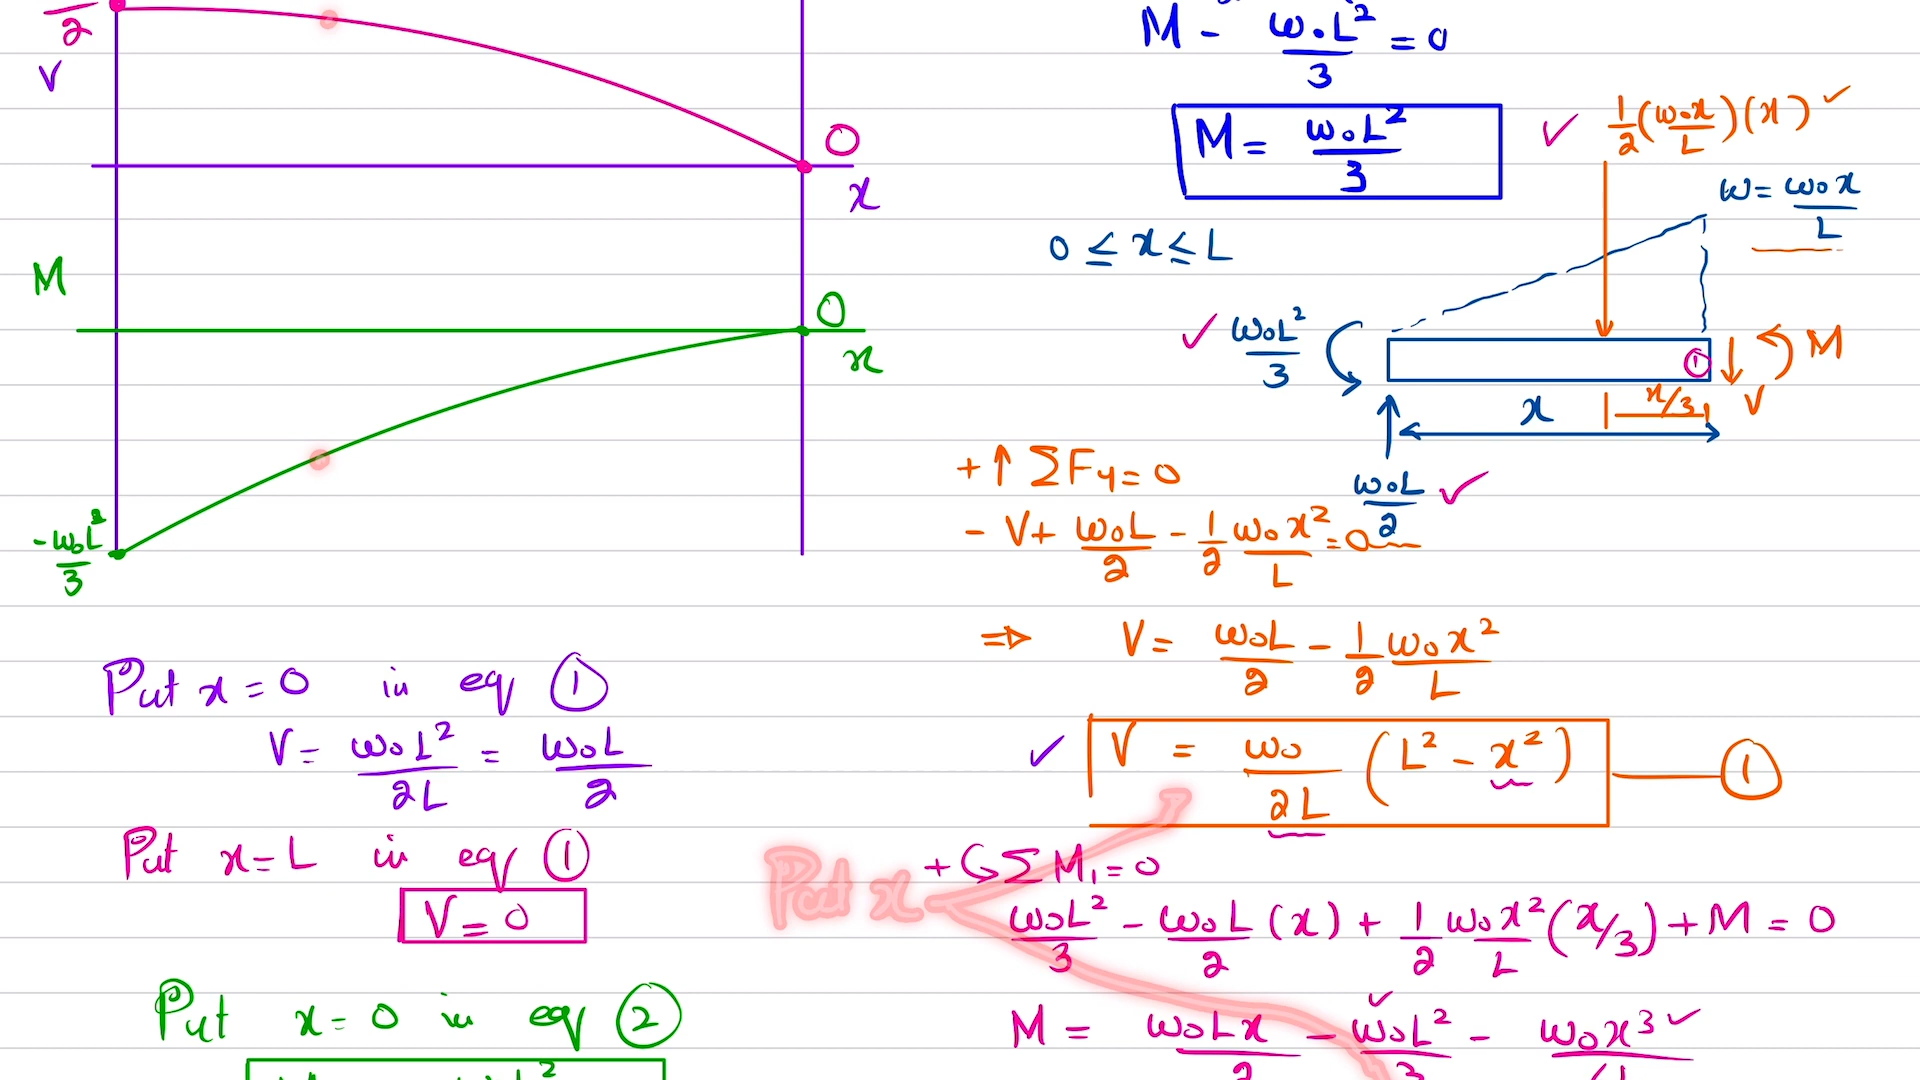 2
V
0
x
M
0
x
-w₀L²/3
Put x = 0 in eq ①
V = w₀L²/2L = w₀L/2
Put x = L in eq ①
V = 0
Put x = 0 in eq ②
M - w₀L²/3 = 0
M = w₀L²/3
½(w₀x/L)(x)
w = w₀x/L
0 ≤ x ≤ L
w₀L²/3
① M
x x/3 V
w₀L/2
+↑ ΣFy = 0
- V + w₀L/2 - 1/2 w₀x²/L = 0
⇒ V = w₀L/2 - 1/2 w₀x²/L
V = w₀/2L (L² - x²) ①
Put x
+ ΣM₁ = 0
w₀L²/3 - w₀L/2 (x) + 1/2 w₀x²/L (x/3) + M = 0
M = w₀Lx/2 - w₀L²/3 - w₀x³